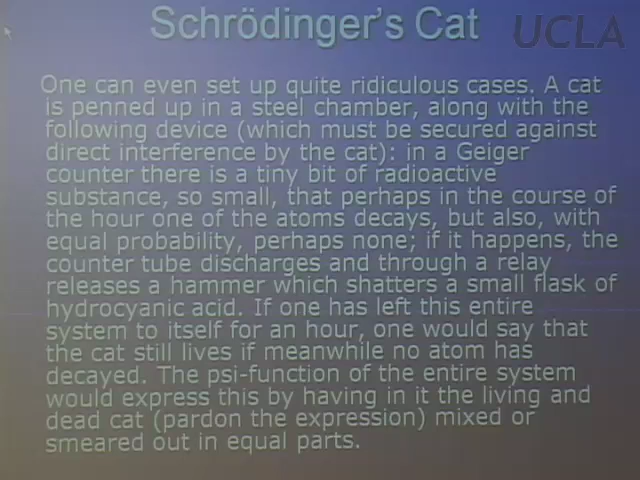 Schrödinger's Cat
UCLA
One can even set up quite ridiculous cases. A cat
is penned up in a steel chamber, along with the
following device (which must be secured against
direct interference by the cat): in a Geiger
counter there is a tiny bit of radioactive
substance, so small, that perhaps in the course of
the hour one of the atoms decays, but also, with
equal probability, perhaps none; if it happens, the
counter tube discharges and through a relay
releases a hammer which shatters a small flask of
hydrocyanic acid. If one has left this entire
system to itself for an hour, one would say that
the cat still lives if meanwhile no atom has
decayed. The psi-function of the entire system
would express this by having in it the living and
dead cat (pardon the expression) mixed or
smeared out in equal parts.